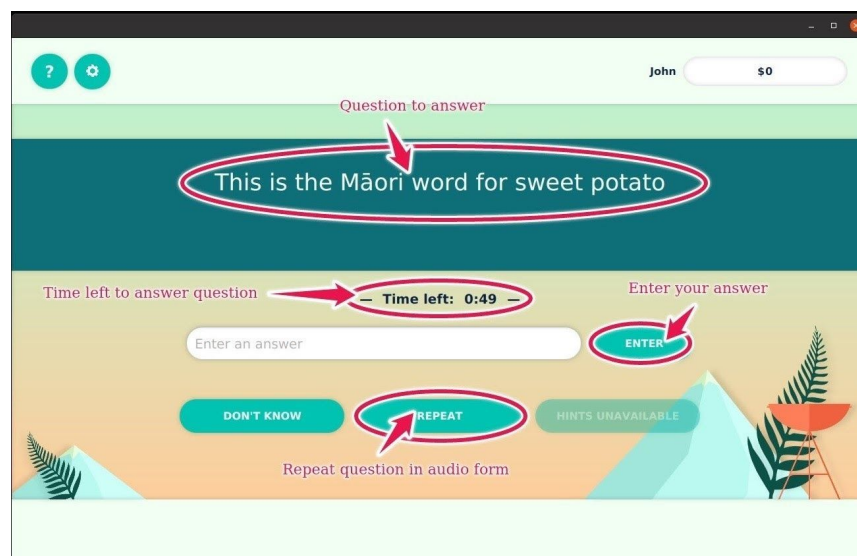 ?
John
$0
Question to answer
This is the Māori word for sweet potato
Time left to answer question
— Time left: 0:49 —
Enter your answer
Enter an answer
ENTER
DON'T KNOW
REPEAT
HINTS UNAVAILABLE
Repeat question in audio form